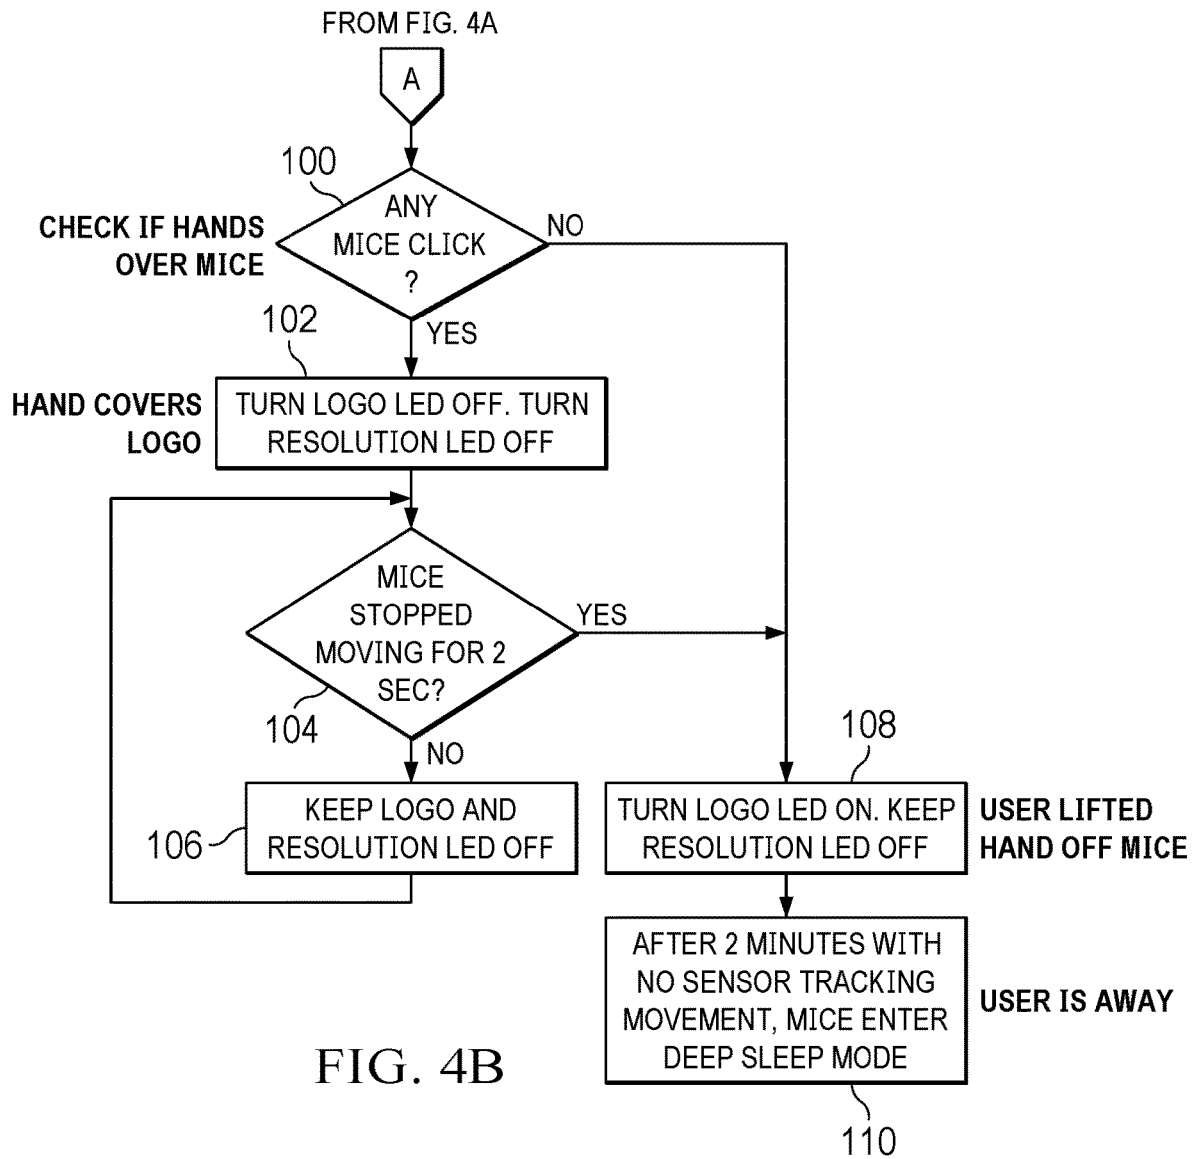 FROM FIG. 4A
A
100
CHECK IF HANDS
OVER MICE
ANY
MICE CLICK
?
NO
YES
102
HAND COVERS
LOGO
TURN LOGO LED OFF. TURN
RESOLUTION LED OFF
MICE
STOPPED
MOVING FOR 2
SEC?
YES
104
NO
106
KEEP LOGO AND
RESOLUTION LED OFF
108
TURN LOGO LED ON. KEEP
RESOLUTION LED OFF
USER LIFTED
HAND OFF MICE
AFTER 2 MINUTES WITH
NO SENSOR TRACKING
MOVEMENT, MICE ENTER
DEEP SLEEP MODE
USER IS AWAY
110
FIG. 4B